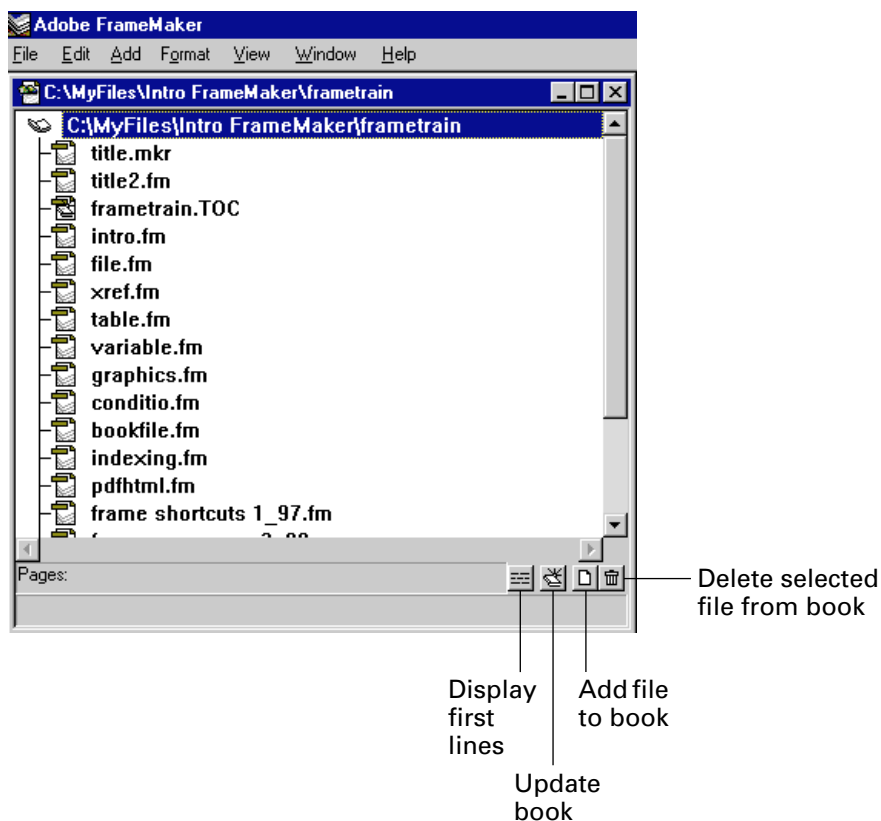 Adobe FrameMaker
File Edit Add Format View Window Help
C:\MyFiles\Intro FrameMaker\frametrain
C:\MyFiles\Intro FrameMaker\frametrain
title.mkr
title2.fm
frametrain.TOC
intro.fm
file.fm
xref.fm
table.fm
variable.fm
graphics.fm
conditio.fm
bookfile.fm
indexing.fm
pdfhtml.fm
frame shortcuts 1_97.fm
Pages:
Delete selected
file from book
Display
first
lines
Add file
to book
Update
book